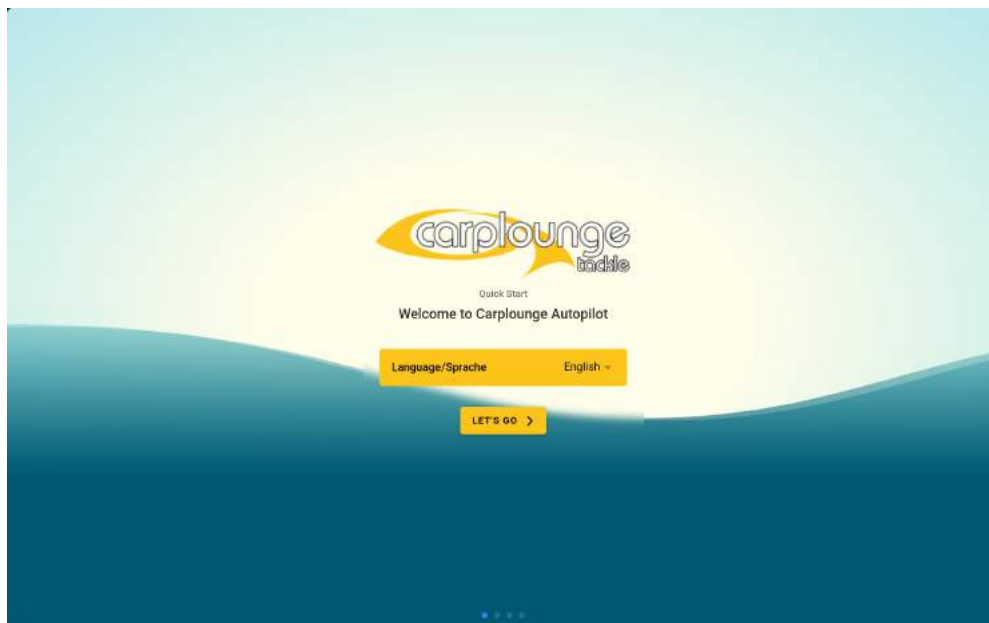 carplounge
tackle
Quick Start
Welcome to Carplounge Autopilot
Language/Sprache English
LET'S GO